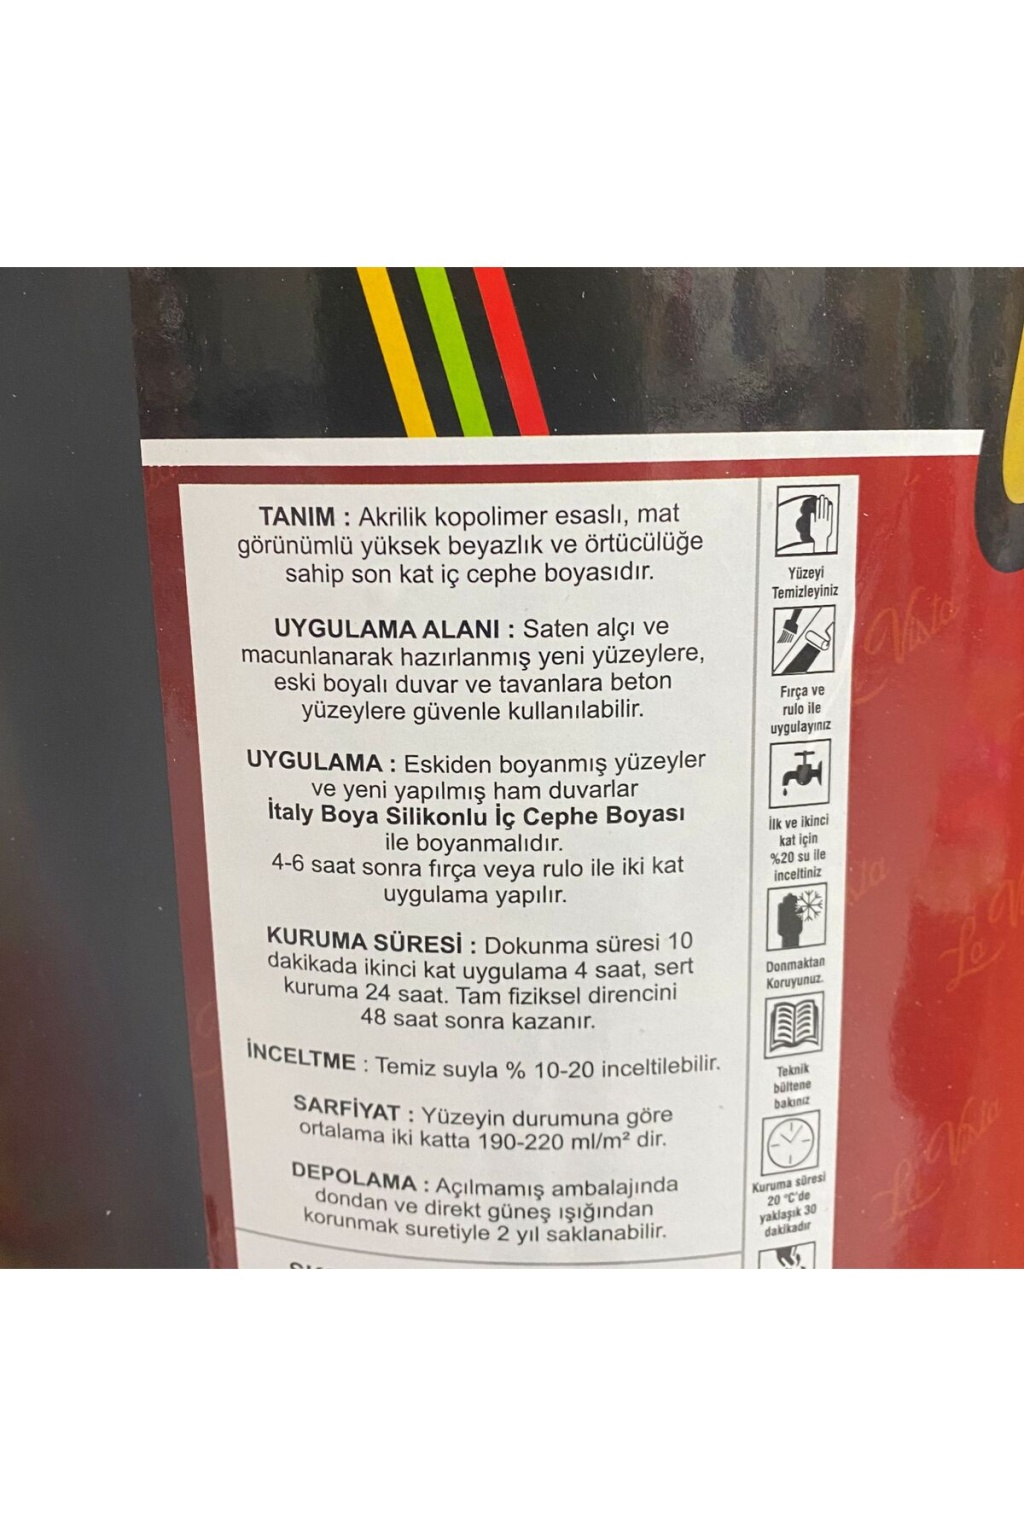 TANIM : Akrilik kopolimer esaslı, mat
görünümlü yüksek beyazlık ve örtücülüğe
sahip son kat iç cephe boyasıdır.
UYGULAMA ALANI : Saten alçı ve
macunlanarak hazırlanmış yeni yüzeylere,
eski boyalı duvar ve tavanlara beton
yüzeylere güvenle kullanılabilir.
UYGULAMA : Eskiden boyanmış yüzeyler
ve yeni yapılmış ham duvarlar
İtaly Boya Silikonlu İç Cephe Boyası
ile boyanmalıdır.
4-6 saat sonra fırça veya rulo ile iki kat
uygulama yapılır.
KURUMA SÜRESİ : Dokunma süresi 10
dakikada ikinci kat uygulama 4 saat, sert
kuruma 24 saat. Tam fiziksel direncini
48 saat sonra kazanır.
İNCELTME : Temiz suyla % 10-20 inceltilebilir.
SARFİYAT : Yüzeyin durumuna göre
ortalama iki katta 190-220 ml/m² dir.
DEPOLAMA : Açılmamış ambalajında
dondan ve direkt güneş ışığından
korunmak suretiyle 2 yıl saklanabilir.
Yüzeyi
Temizleyiniz
Fırça ve
rulo ile
uygulayınız
İlk ve ikinci
kat için
%20 su ile
inceltiniz
Donmaktan
Koruyunuz.
Teknik
bültene
bakınız
Kuruma süresi
20 °C'de
yaklaşık 30
dakikadır
Vista
La
La Vista